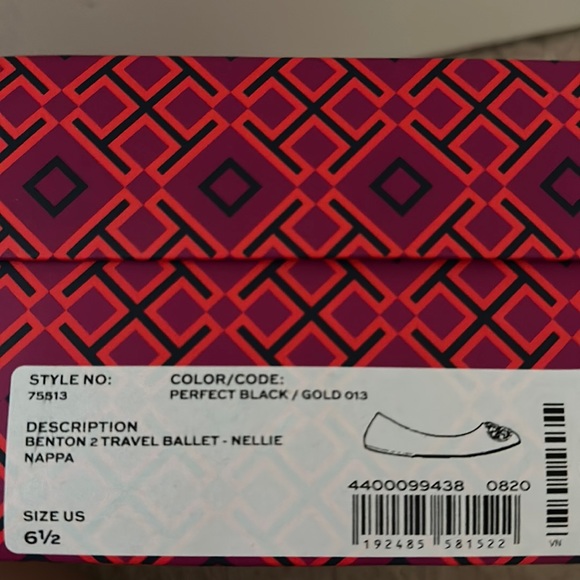 STYLE NO: COLOR/CODE:
75513 PERFECT BLACK / GOLD 013
DESCRIPTION
BENTON 2 TRAVEL BALLET - NELLIE
NAPPA
4400099438 0820
SIZE US
6½
192485 581522
VN